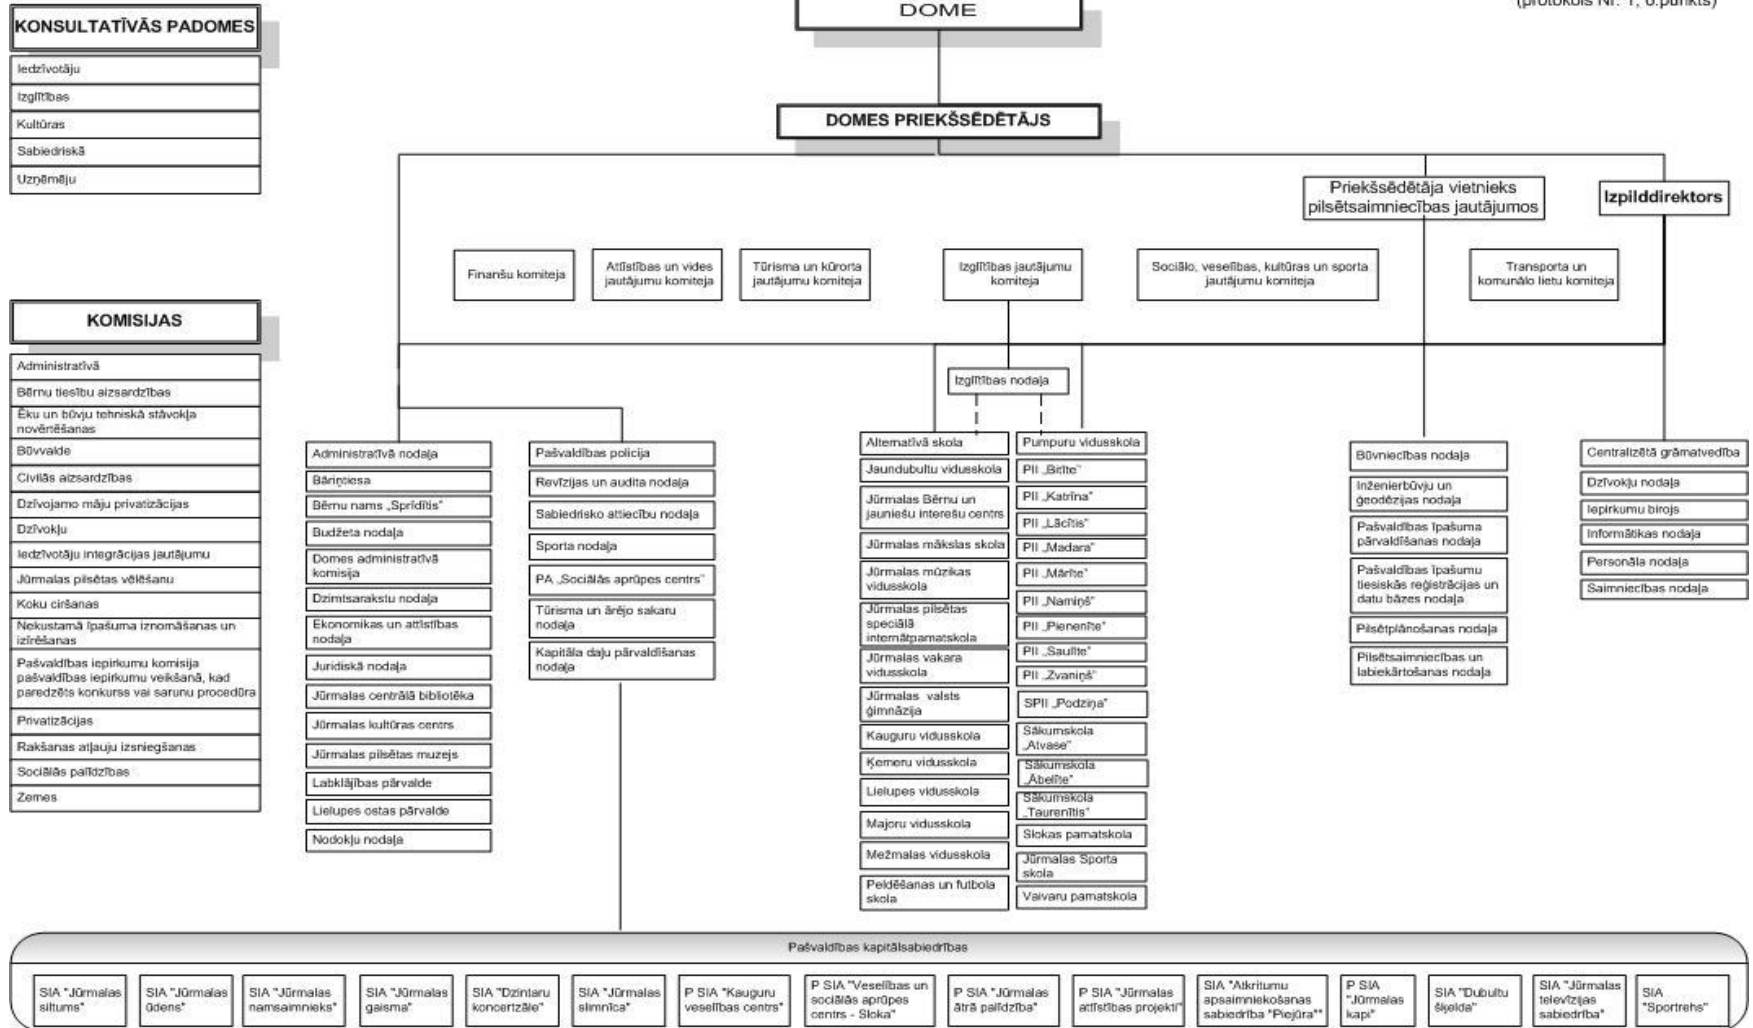 DOME
(protokols Nr. 1, 6.punkts)
KONSULTATĪVĀS PADOMES
Iedzīvotāju
Izglītības
Kultūras
Sabiedriskā
Uzņēmēju
DOMES PRIEKŠSĒDĒTĀJS
Priekšsēdētāja vietnieks
pilsētsaimniecības jautājumos
Izpilddirektors
Finanšu komiteja
Attīstības un vides
jautājumu komiteja
Tūrisma un kūrorta
jautājumu komiteja
Izglītības jautājumu
komiteja
Sociālo, veselības, kultūras un sporta
jautājumu komiteja
Transporta un
komunālo lietu komiteja
KOMISIJAS
Administratīvā
Bērnu tiesību aizsardzības
Ēku un būvju tehniskā stāvokļa
novērtēšanas
Būvvalde
Civilās aizsardzības
Dzīvojamo māju privatizācijas
Dzīvokļu
Iedzīvotāju integrācijas jautājumu
Jūrmalas pilsētas vēlēšanu
Koku ciršanas
Nekustamā īpašuma iznomāšanas un
izīrēšanas
Pašvaldības iepirkumu komisija
pašvaldības iepirkumu veikšanā, kad
paredzēts konkurss vai sarunu procedūra
Privatizācijas
Rakšanas atļauju izsniegšanas
Sociālās palīdzības
Zemes
Administratīvā nodaļa
Bāriņtiesa
Bērnu nams „Sprīdītis"
Budžeta nodaļa
Domes administratīvā
komisija
Dzimtsarakstu nodaļa
Ekonomikas un attīstības
nodaļa
Juridiskā nodaļa
Jūrmalas centrālā bibliotēka
Jūrmalas kultūras centrs
Jūrmalas pilsētas muzejs
Labklājības pārvalde
Lielupes ostas pārvalde
Nodokļu nodaļa
Pašvaldības policija
Revīzijas un audita nodaļa
Sabiedrisko attiecību nodaļa
Sporta nodaļa
PA „Sociālās aprūpes centrs"
Tūrisma un ārējo sakaru
nodaļa
Kapitāla daļu pārvaldīšanas
nodaļa
Izglītības nodaļa
Alternatīvā skola
Jaundubultu vidusskola
Jūrmalas Bērnu un
jauniešu interešu centrs
Jūrmalas mākslas skola
Jūrmalas mūzikas
vidusskola
Jūrmalas pilsētas
speciālā
internātpamatskola
Jūrmalas vakara
vidusskola
Jūrmalas valsts
ģimnāzija
Kauguru vidusskola
Ķemeru vidusskola
Lielupes vidusskola
Majoru vidusskola
Mežmalas vidusskola
Peldēšanas un futbola
skola
Pumpuru vidusskola
PII „Bitīte"
PII „Katrīna"
PII „Lācītis"
PII „Madara"
PII „Mārīte"
PII „Namiņš"
PII „Pienenīte"
PII „Saulīte"
PII „Zvaniņš"
SPII „Podziņa"
Sākumskola
„Atvase"
Sākumskola
„Ābelīte"
Sākumskola
„Taurenītis"
Slokas pamatskola
Jūrmalas Sporta
skola
Vaivaru pamatskola
Būvniecības nodaļa
Inženierbūvju un
ģeodēzijas nodaļa
Pašvaldības īpašuma
pārvaldīšanas nodaļa
Pašvaldības īpašumu
tiesiskās reģistrācijas un
datu bāzes nodaļa
Pilsētplānošanas nodaļa
Pilsētsaimniecības un
labiekārtošanas nodaļa
Centralizētā grāmatvedība
Dzīvokļu nodaļa
Iepirkumu birojs
Informātikas nodaļa
Personāla nodaļa
Saimniecības nodaļa
Pašvaldības kapitālsabiedrības
SIA "Jūrmalas
siltums"
SIA "Jūrmalas
ūdens"
SIA "Jūrmalas
namsaimnieks"
SIA "Jūrmalas
gaisma"
SIA "Dzintaru
koncertzāle"
SIA "Jūrmalas
slimnīca"
P SIA "Kauguru
veselības centrs"
P SIA "Veselības un
sociālās aprūpes
centrs - Sloka"
P SIA "Jūrmalas
ātrā palīdzība"
P SIA "Jūrmalas
attīstības projekti"
SIA "Atkritumu
apsaimniekošanas
sabiedrība "Piejūra""
P SIA
"Jūrmalas
kapi"
SIA "Dubultu
šķelda"
SIA "Jūrmalas
televīzijas
sabiedrība"
SIA
"Sportrehs"